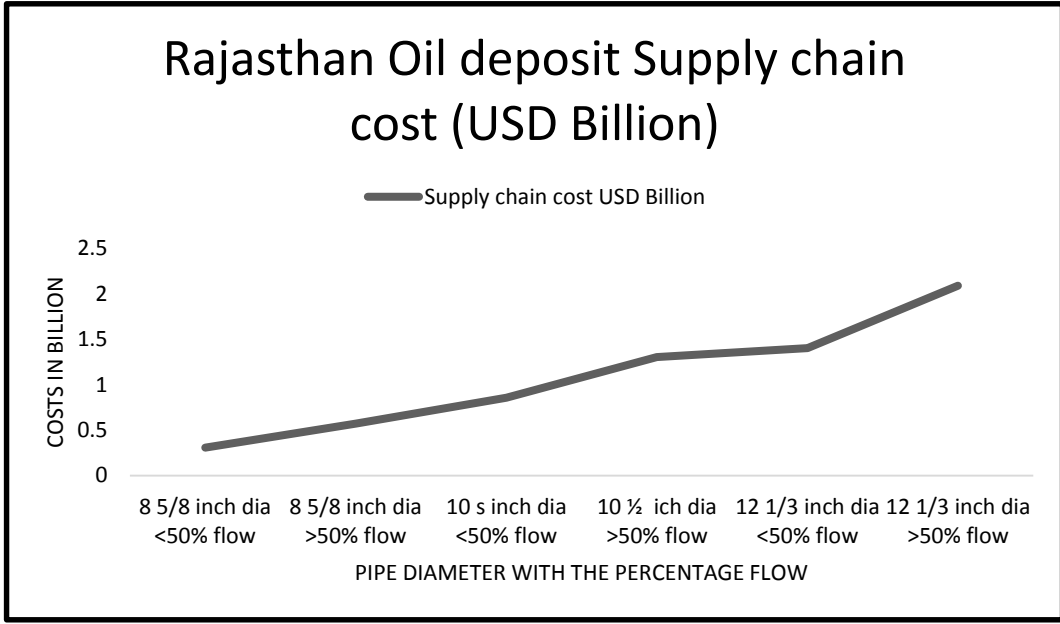 Rajasthan Oil deposit Supply chain
cost (USD Billion)
Supply chain cost USD Billion
2.5
2
1.5
1
0.5
0
COSTS IN BILLION
8 5/8 inch dia
<50% flow
8 5/8 inch dia
>50% flow
10 s inch dia
<50% flow
10 ½ ich dia
>50% flow
12 1/3 inch dia
<50% flow
12 1/3 inch dia
>50% flow
PIPE DIAMETER WITH THE PERCENTAGE FLOW